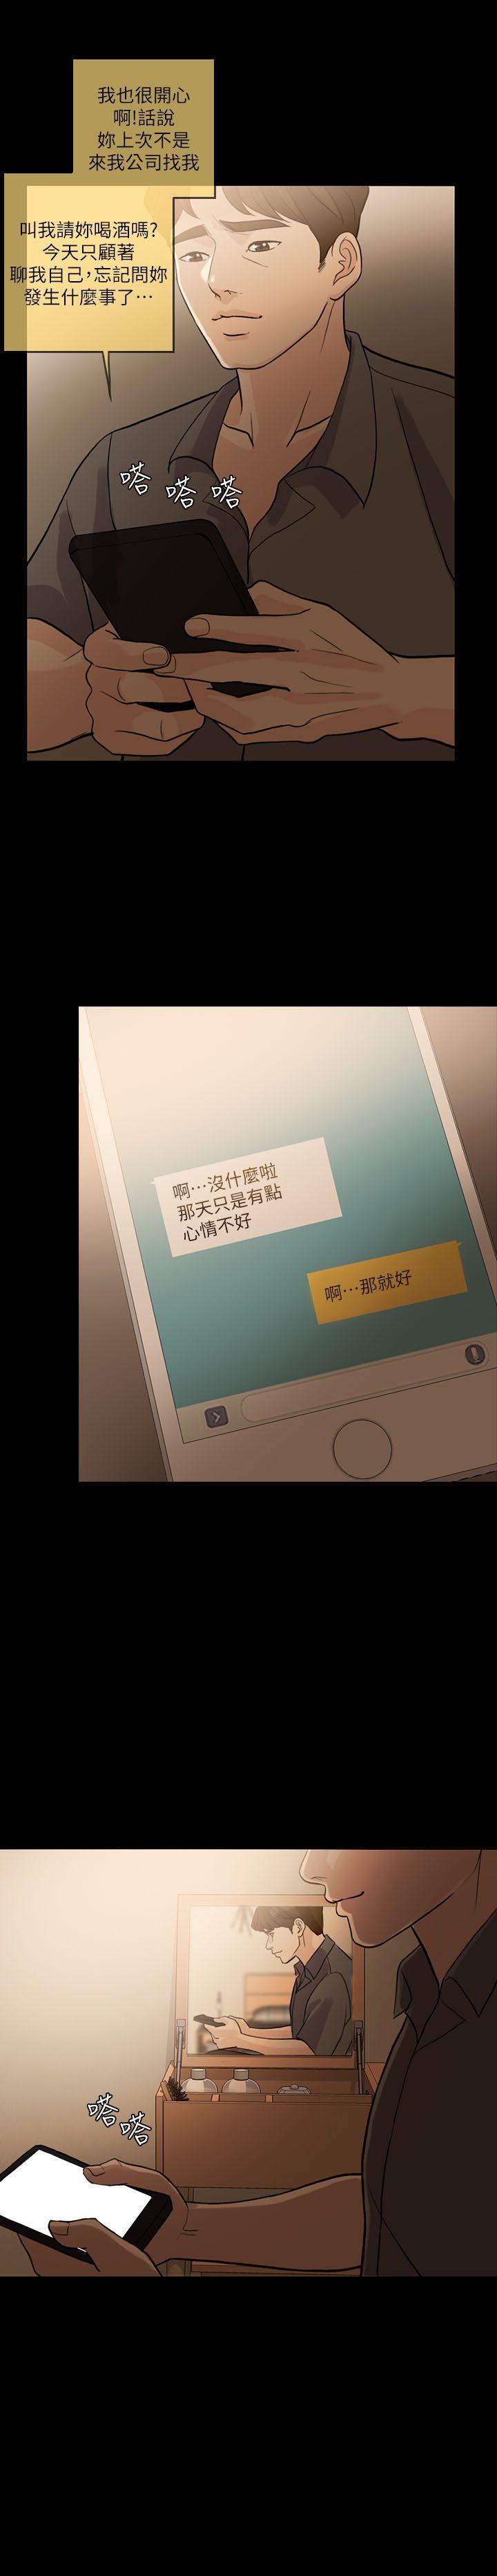 我也很開心
啊!話說
妳上次不是
來我公司找我
叫我請妳喝酒嗎?
今天只顧著
聊我自己,忘記問妳
發生什麼事了…
嗒 嗒 嗒
啊…沒什麼啦
那天只是有點
心情不好
啊…那就好
嗒嗒